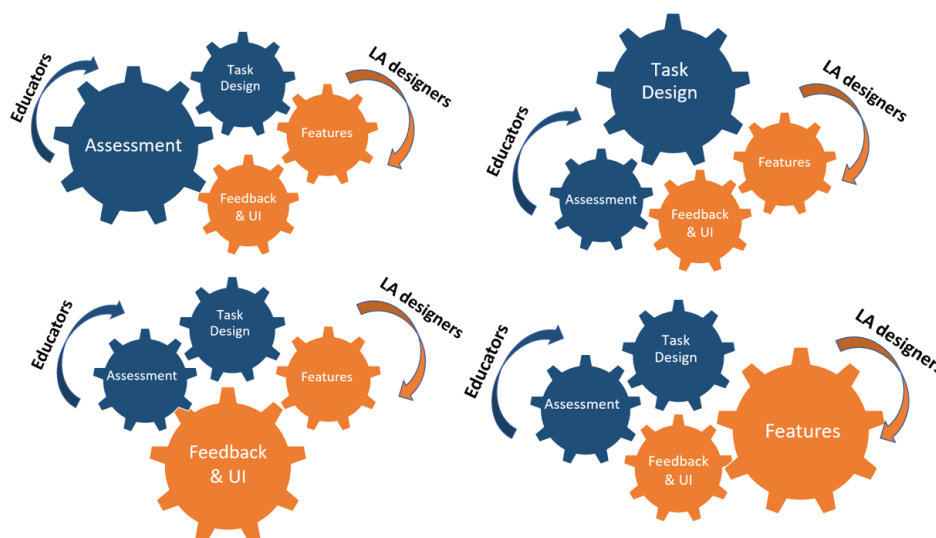 Educators
Assessment
Task
Design
Features
Feedback
& UI
LA designers
Educators
Assessment
Task
Design
Features
Feedback
& UI
LA designers
Educators
Assessment
Task
Design
Features
Feedback
& UI
LA designers
Educators
Assessment
Task
Design
Features
Feedback
& UI
LA designers